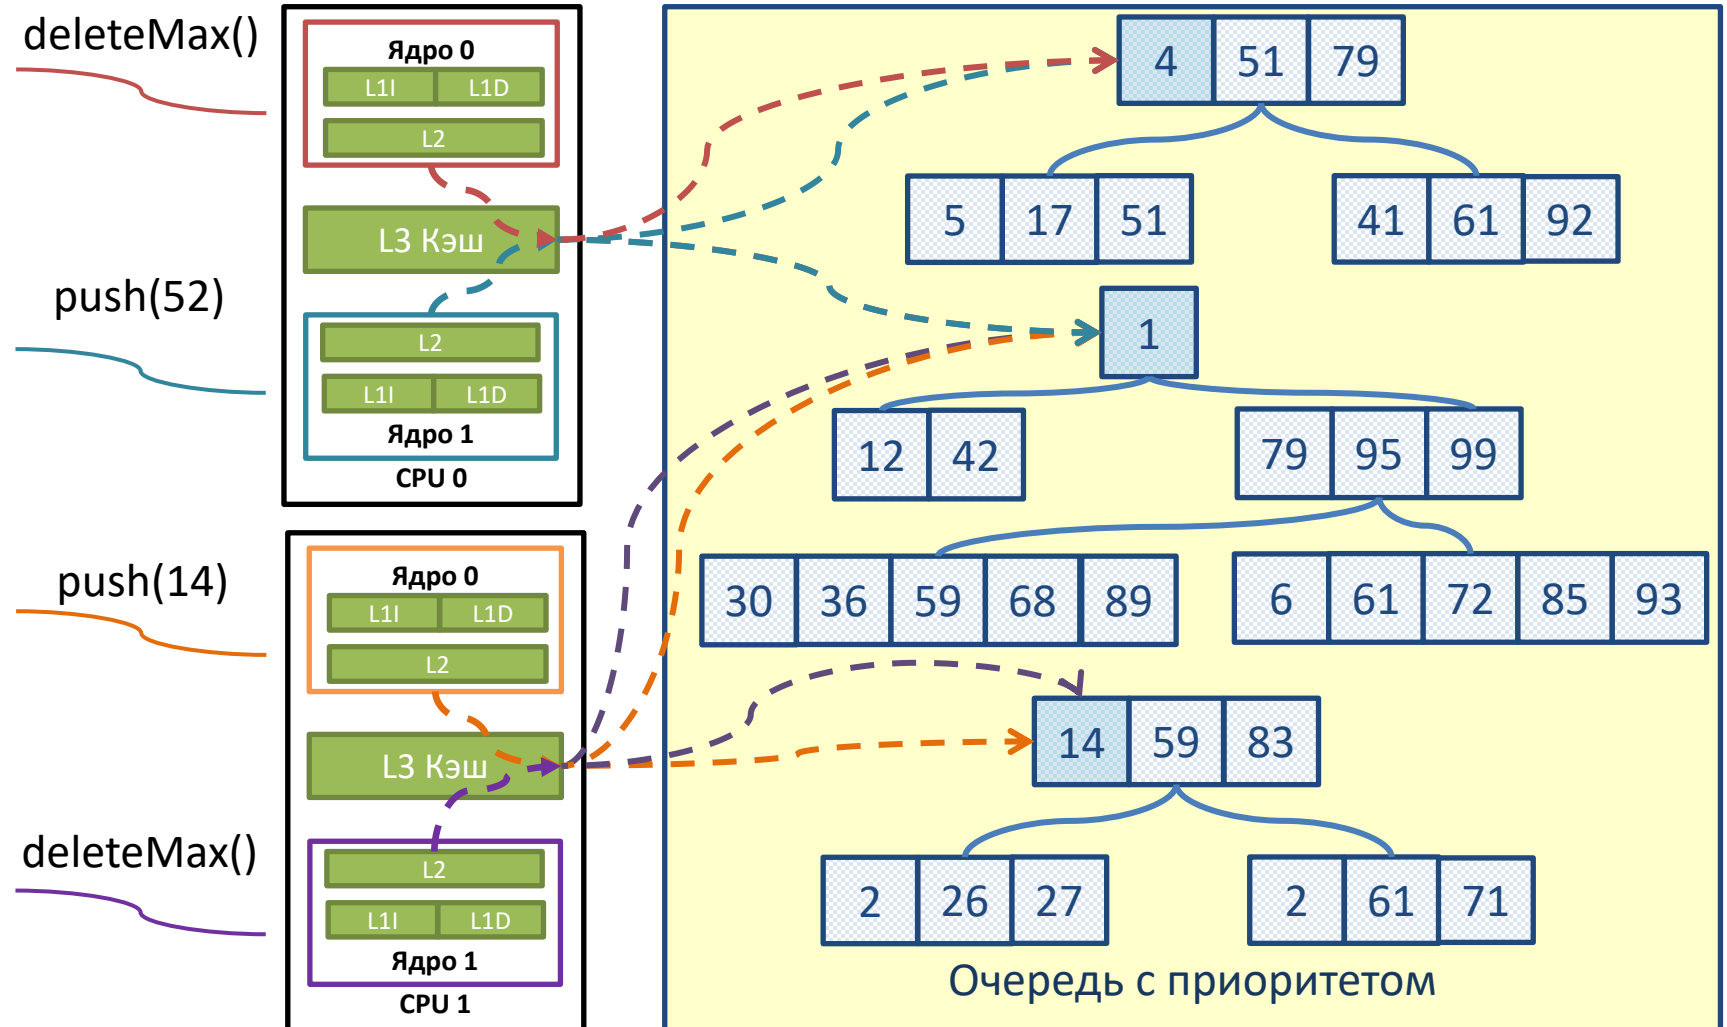 deleteMax()
push(52)
push(14)
deleteMax()
Ядро 0
L1I L1D
L2
L3 Кэш
L2
L1I L1D
Ядро 1
CPU 0
Ядро 0
L1I L1D
L2
L3 Кэш
L2
L1I L1D
Ядро 1
CPU 1
4 51 79
5 17 51 41 61 92
1
12 42 79 95 99
30 36 59 68 89 6 61 72 85 93
14 59 83
2 26 27 2 61 71
Очередь с приоритетом